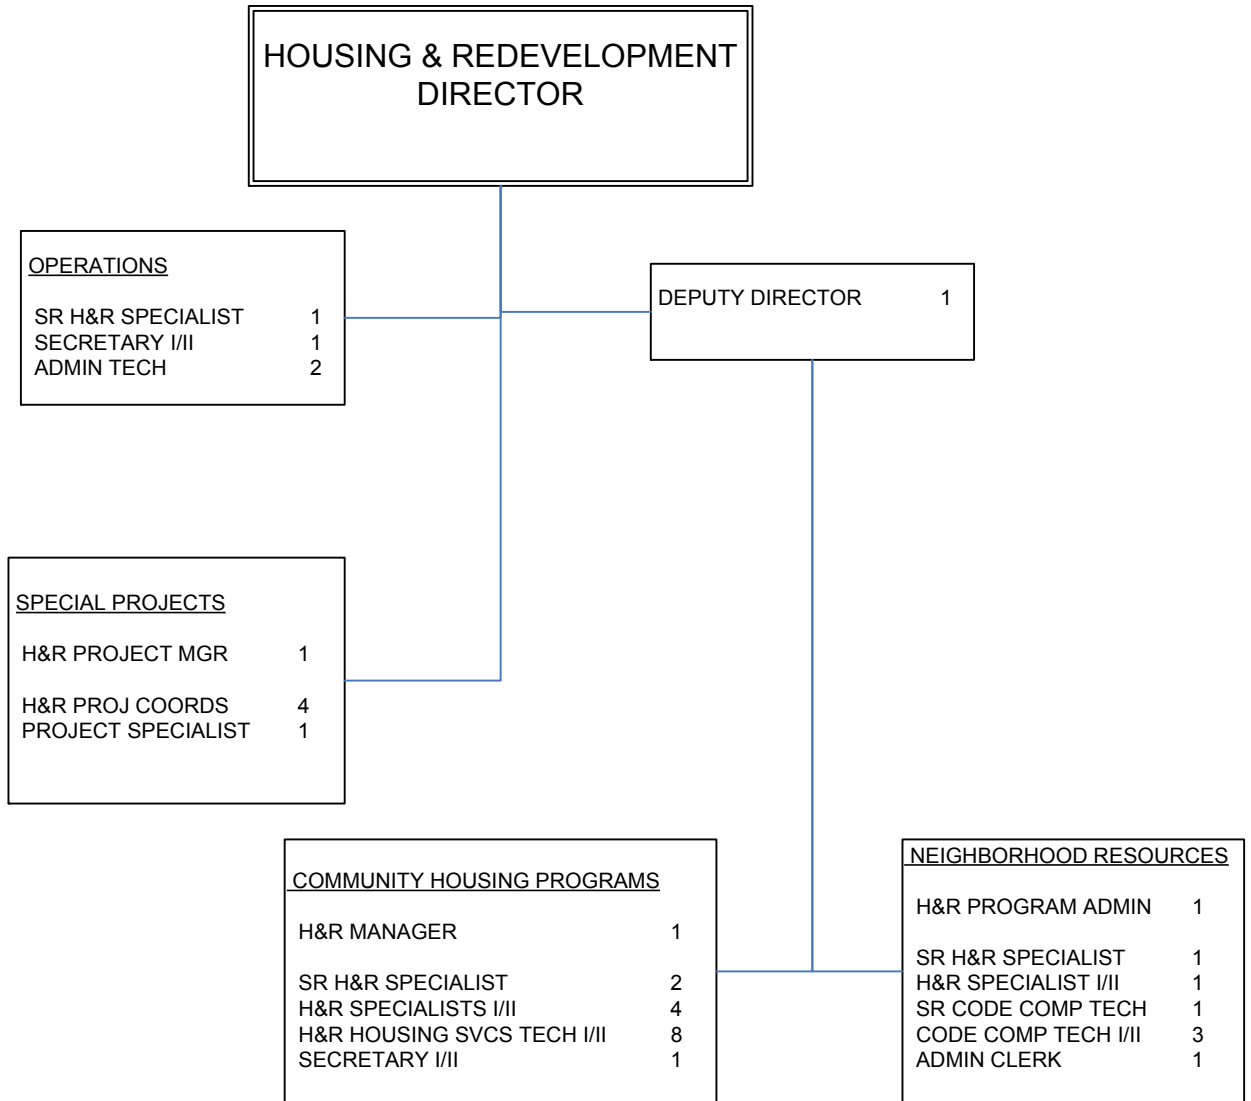 HOUSING & REDEVELOPMENT
DIRECTOR
OPERATIONS
SR H&R SPECIALIST 1
SECRETARY I/II 1
ADMIN TECH 2
DEPUTY DIRECTOR 1
SPECIAL PROJECTS
H&R PROJECT MGR 1
H&R PROJ COORDS 4
PROJECT SPECIALIST 1
COMMUNITY HOUSING PROGRAMS
H&R MANAGER 1
SR H&R SPECIALIST 2
H&R SPECIALISTS I/II 4
H&R HOUSING SVCS TECH I/II 8
SECRETARY I/II 1
NEIGHBORHOOD RESOURCES
H&R PROGRAM ADMIN 1
SR H&R SPECIALIST 1
H&R SPECIALIST I/II 1
SR CODE COMP TECH 1
CODE COMP TECH I/II 3
ADMIN CLERK 1